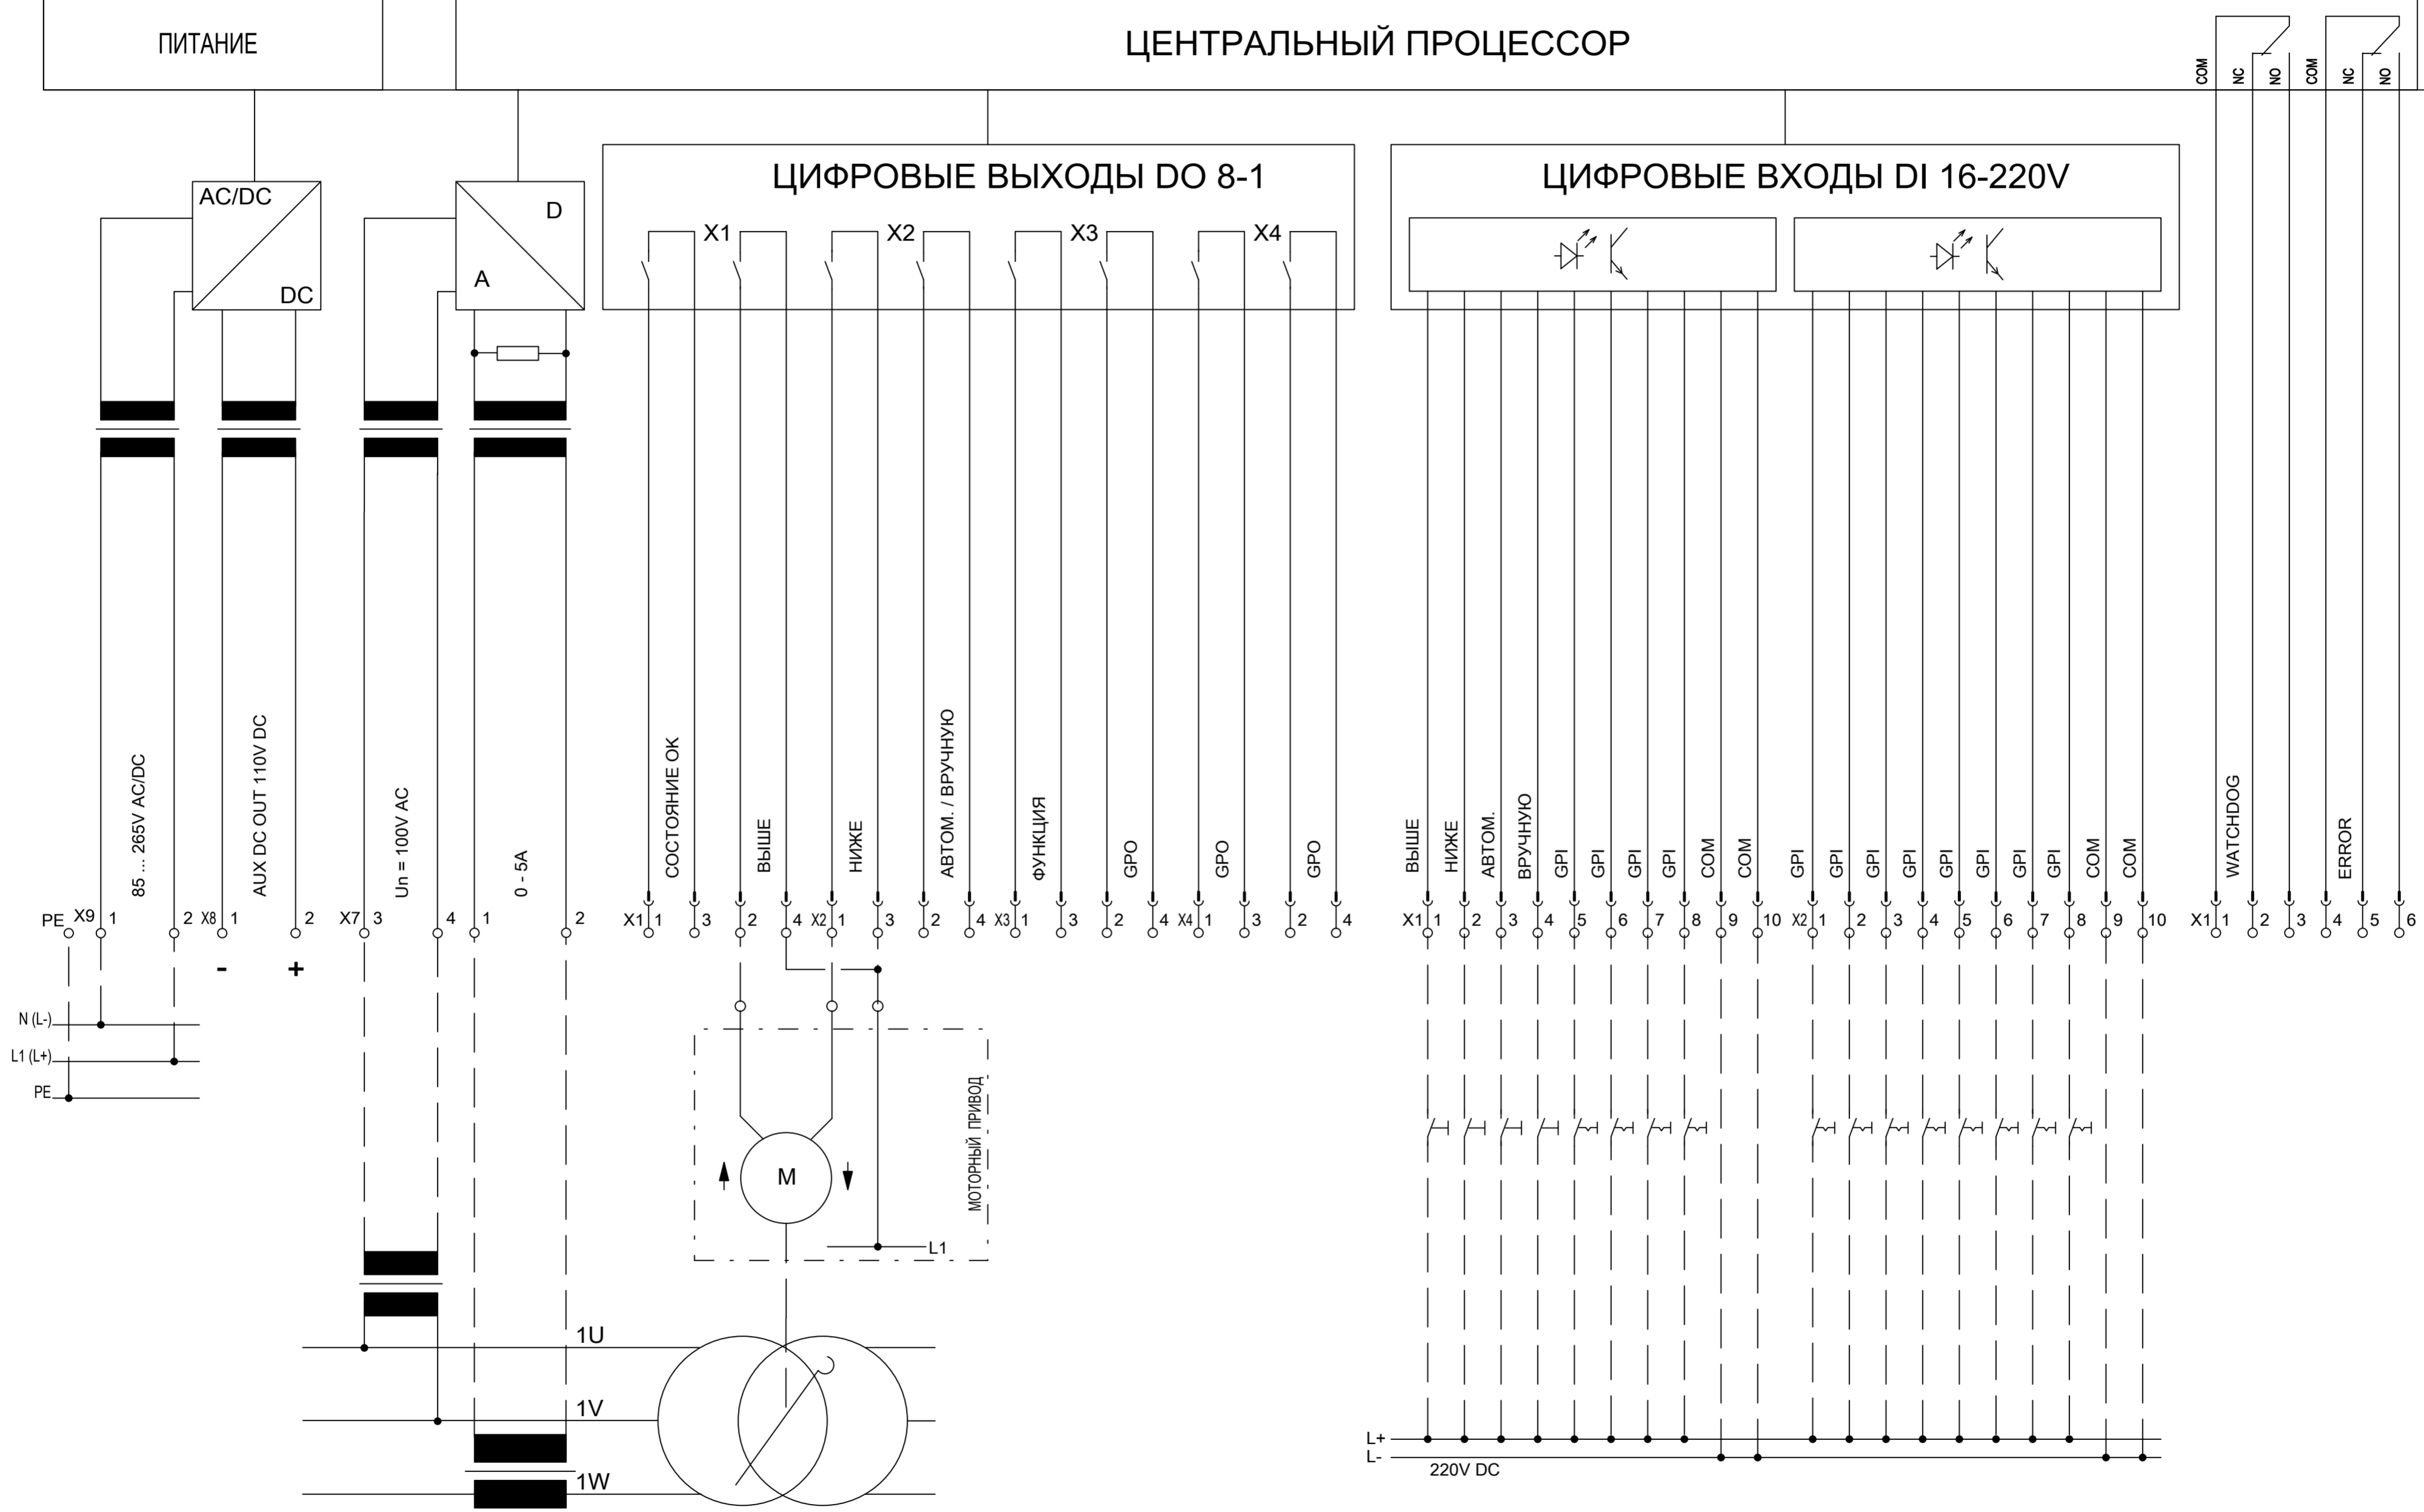 ПИТАНИЕ
ЦЕНТРАЛЬНЫЙ ПРОЦЕССОР
COM
NC
NO
COM
NC
NO
ЦИФРОВЫЕ ВЫХОДЫ DO 8-1
ЦИФРОВЫЕ ВХОДЫ DI 16-220V
AC/DC
DC
D
A
X1
X2
X3
X4
85 ... 265V AC/DC
AUX DC OUT 110V DC
Un = 100V AC
0 - 5A
СОСТОЯНИЕ OK
ВЫШЕ
НИЖЕ
АВТОМ. / ВРУЧНУЮ
ФУНКЦИЯ
GPO
GPO
GPO
ВЫШЕ
НИЖЕ
АВТОМ.
ВРУЧНУЮ
GPI
GPI
GPI
GPI
COM
COM
GPI
GPI
GPI
GPI
GPI
GPI
GPI
GPI
COM
COM
WATCHDOG
ERROR
PE X9 1 2 X8 1 2 X7 3 4 1 2
X1 1 3 2 4 X2 1 3 2 4 X3 1 3 2 4 X4 1 3 2 4
X1 1 2 3 4 5 6 7 8 9 10 X2 1 2 3 4 5 6 7 8 9 10
X1 1 2 3 4 5 6
- +
N (L-)
L1 (L+)
PE
МОТОРНЫЙ ПРИВОД
M
L1
1U
1V
1W
L+
L-
220V DC